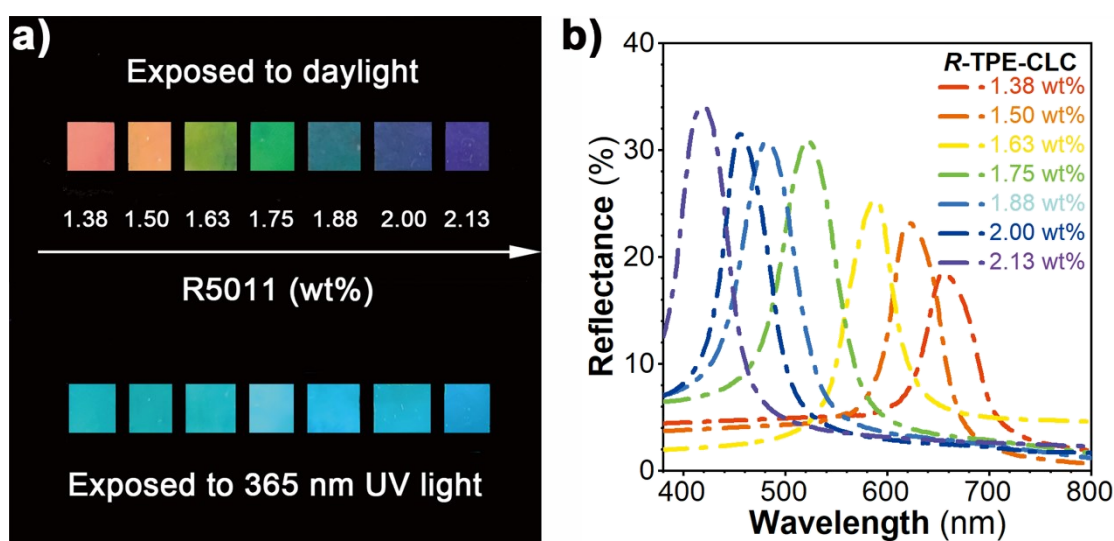 a)
Exposed to daylight
1.38 1.50 1.63 1.75 1.88 2.00 2.13
R5011 (wt%)
Exposed to 365 nm UV light
b)
40
30
20
10
0
Reflectance (%)
R-TPE-CLC
1.38 wt%
1.50 wt%
1.63 wt%
1.75 wt%
1.88 wt%
2.00 wt%
2.13 wt%
400 500 600 700 800
Wavelength (nm)